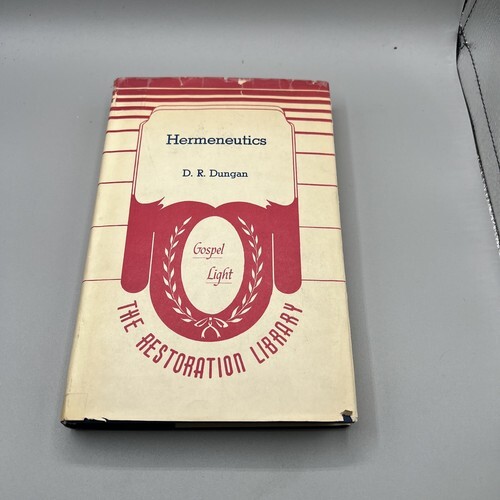 Hermeneutics
D. R. Dungan
Gospel
Light
THE RESTORATION LIBRARY